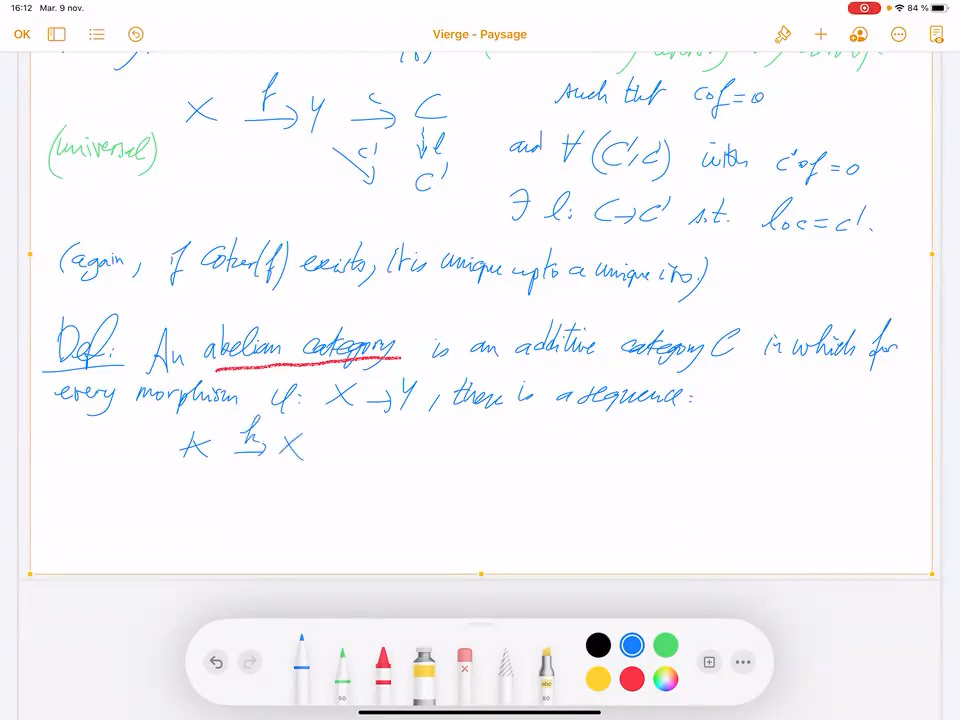 16:12 Mar. 9 nov. 84 %
OK Vierge - Paysage
X f→ Y c→ C such that c∘f=0
(universal) c' ↓l and ∀ (C', c') with c'∘f=0
C' ∃ l: C→C' s.t. l∘c=c'.
(again, if Coker(f) exists, it is unique up to a unique iso.)
Def: An abelian category is an additive category C in which for
every morphism φ: X→Y, there is a sequence:
K k→ X
50 80